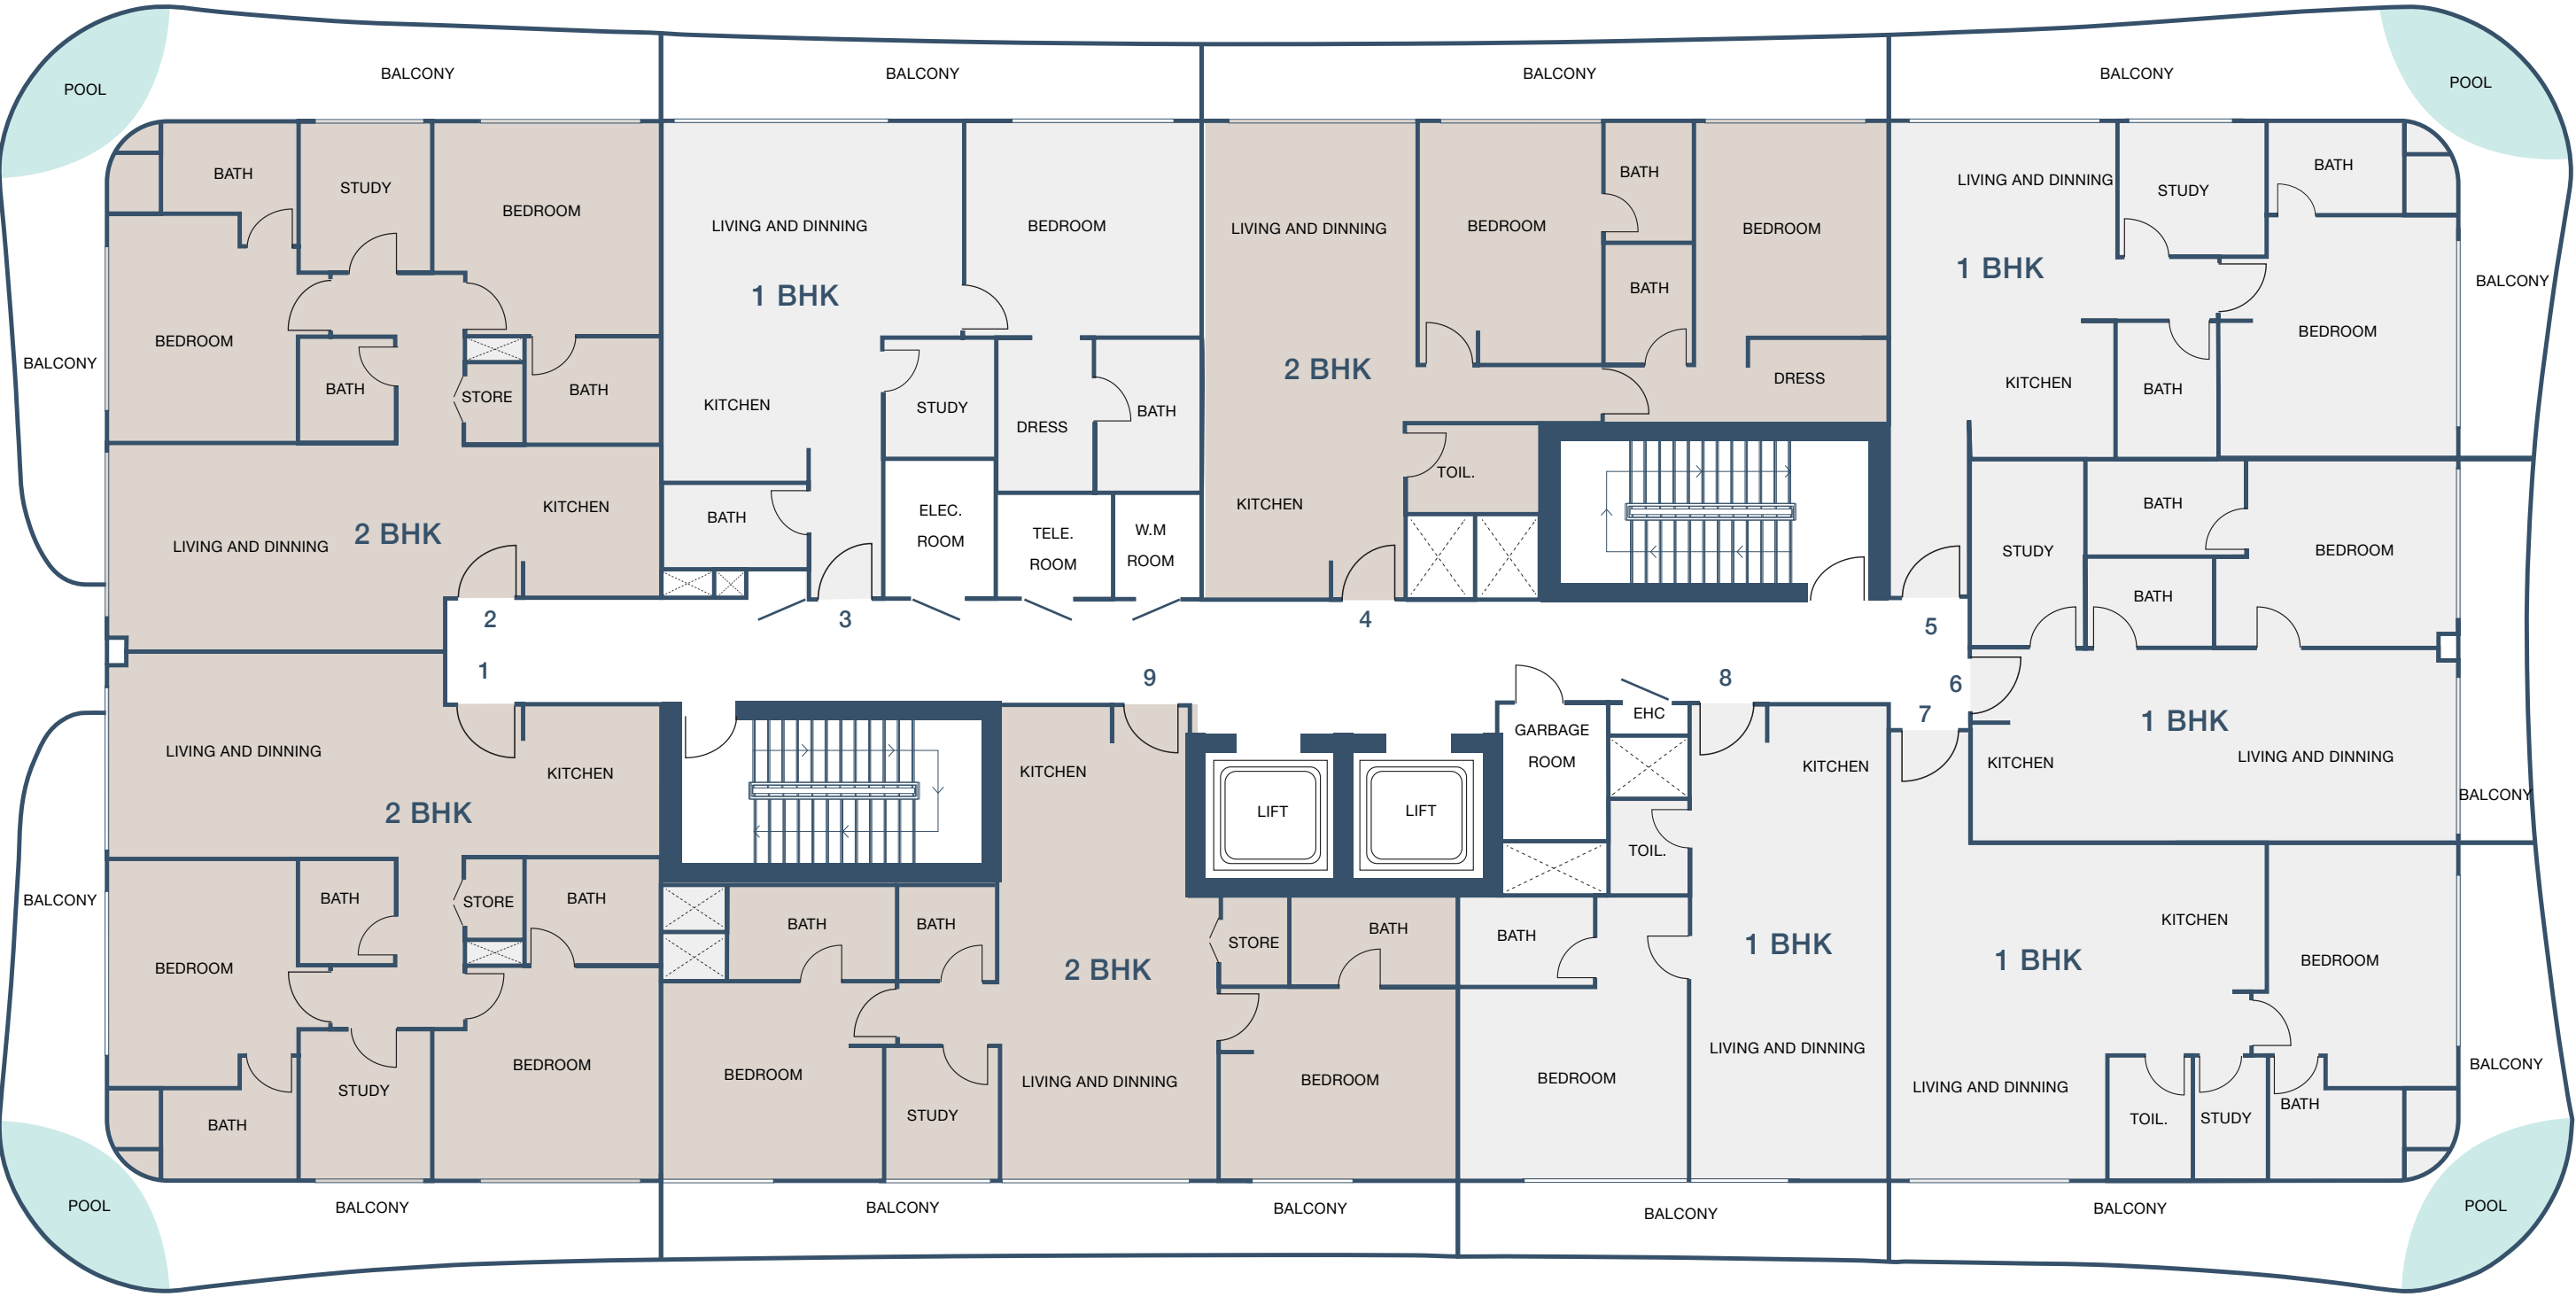 BALCONY
BALCONY
BALCONY
BALCONY
POOL
POOL
BATH
STUDY
BEDROOM
BEDROOM
BALCONY
BATH
STORE
BATH
KITCHEN
2 BHK
LIVING AND DINNING
2
LIVING AND DINNING
BEDROOM
1 BHK
KITCHEN
STUDY
DRESS
BATH
BATH
ELEC.
ROOM
TELE.
ROOM
W.M
ROOM
3
LIVING AND DINNING
BEDROOM
BATH
BEDROOM
BATH
2 BHK
DRESS
TOIL.
KITCHEN
4
LIVING AND DINNING
STUDY
BATH
1 BHK
BALCONY
BEDROOM
KITCHEN
BATH
5
BATH
STUDY
BEDROOM
BATH
6
1 BHK
KITCHEN
LIVING AND DINNING
BALCONY
1
LIVING AND DINNING
KITCHEN
2 BHK
BALCONY
BATH
STORE
BATH
BEDROOM
BEDROOM
STUDY
BATH
9
KITCHEN
BATH
BATH
2 BHK
STORE
BATH
BEDROOM
STUDY
LIVING AND DINNING
BEDROOM
LIFT
LIFT
GARBAGE
ROOM
EHC
TOIL.
8
KITCHEN
BATH
1 BHK
LIVING AND DINNING
BEDROOM
7
KITCHEN
1 BHK
BEDROOM
LIVING AND DINNING
TOIL.
STUDY
BATH
BALCONY
POOL
BALCONY
BALCONY
BALCONY
BALCONY
BALCONY
POOL